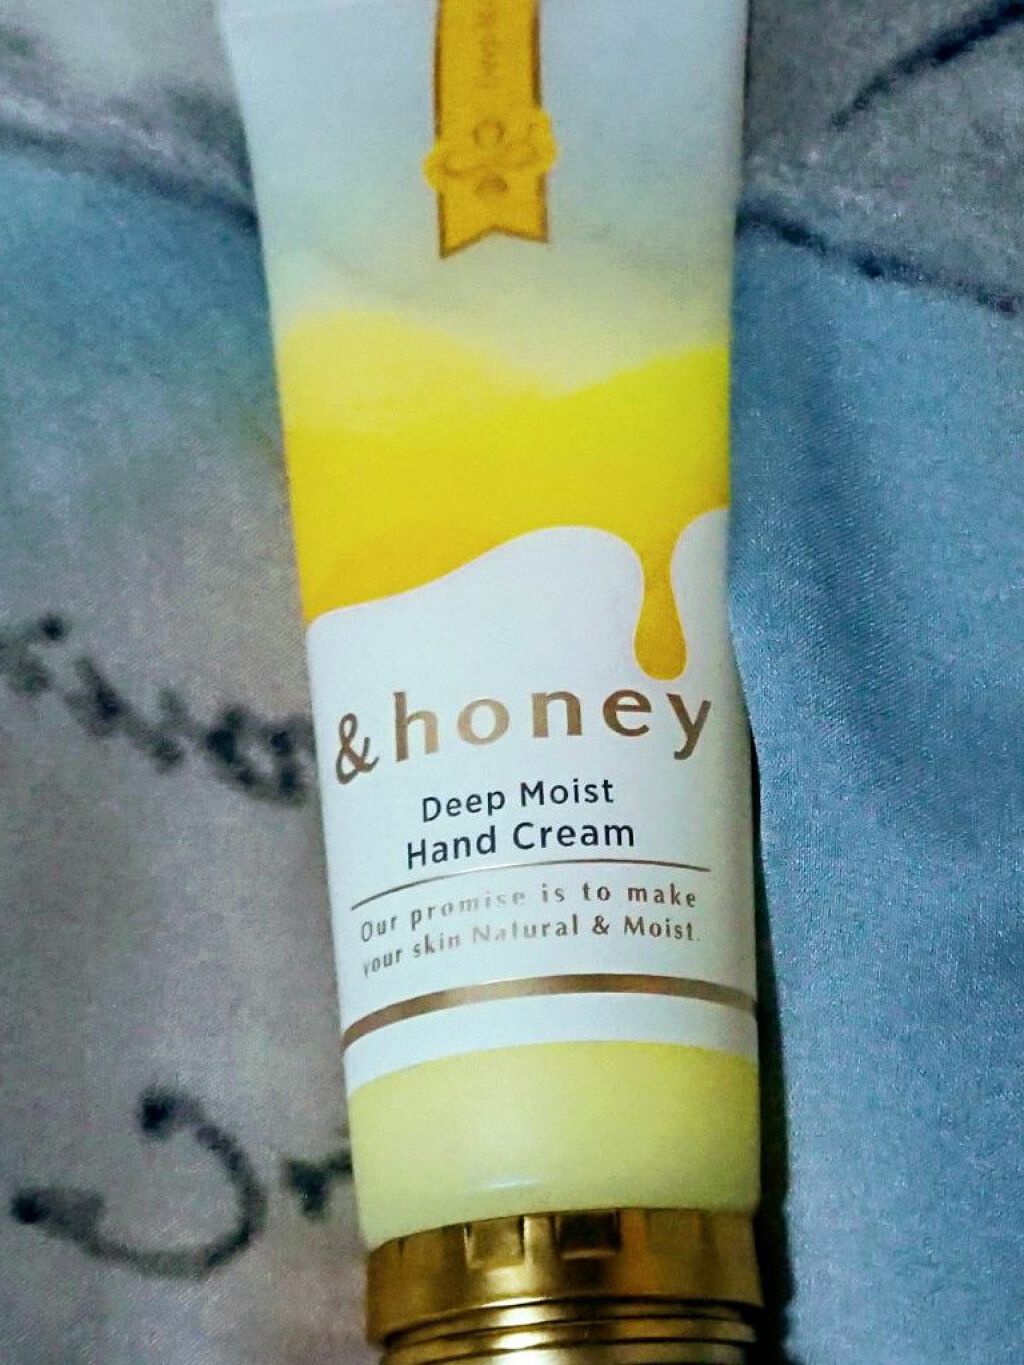 &honey
Deep Moist
Hand Cream
Our promise is to make
your skin Natural & Moist.